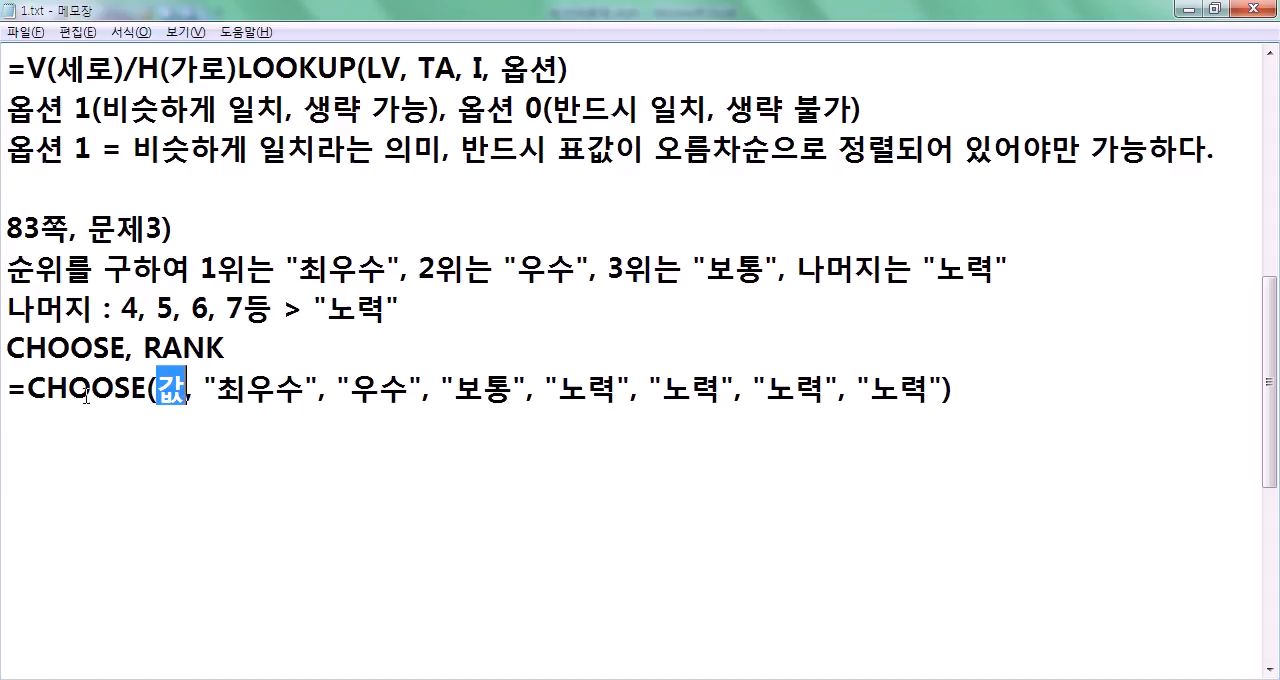 1.txt - 메모장
파일(F) 편집(E) 서식(O) 보기(V) 도움말(H)
=V(세로)/H(가로)LOOKUP(LV, TA, I, 옵션)
옵션 1(비슷하게 일치, 생략 가능), 옵션 0(반드시 일치, 생략 불가)
옵션 1 = 비슷하게 일치라는 의미, 반드시 표값이 오름차순으로 정렬되어 있어야만 가능하다.
83쪽, 문제3)
순위를 구하여 1위는 "최우수", 2위는 "우수", 3위는 "보통", 나머지는 "노력"
나머지 : 4, 5, 6, 7등 > "노력"
CHOOSE, RANK
=CHOOSE(값, "최우수", "우수", "보통", "노력", "노력", "노력", "노력")